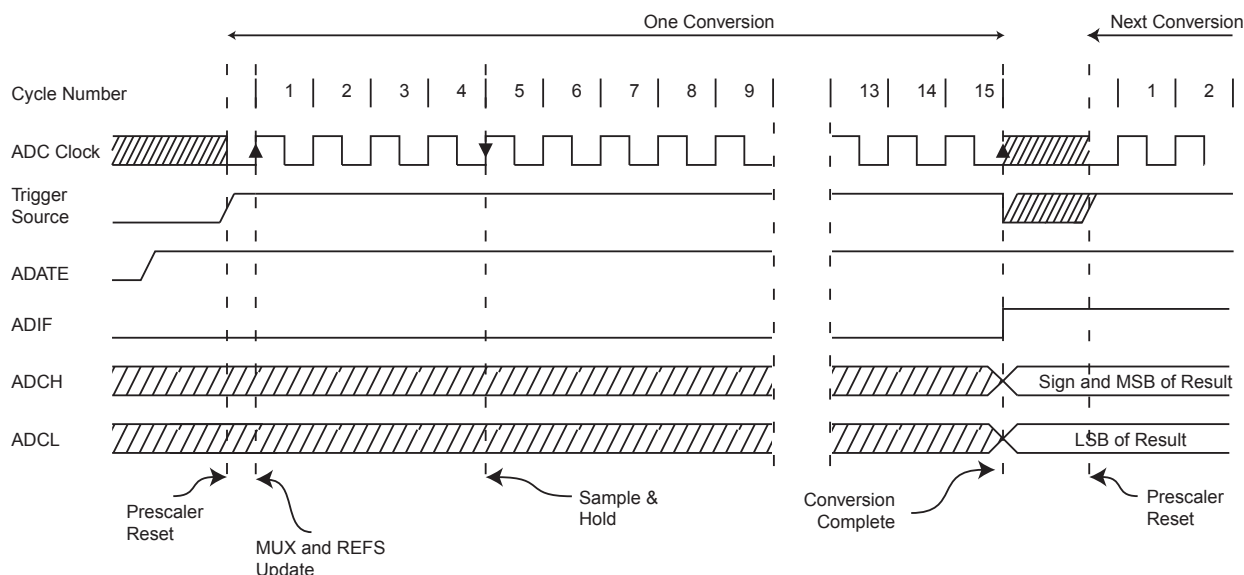 One Conversion
Next Conversion
Cycle Number
1 2 3 4 5 6 7 8 9 13 14 15 1 2
ADC Clock
Trigger
Source
ADATE
ADIF
ADCH
Sign and MSB of Result
ADCL
LSB of Result
Prescaler
Reset
MUX and REFS
Update
Sample &
Hold
Conversion
Complete
Prescaler
Reset